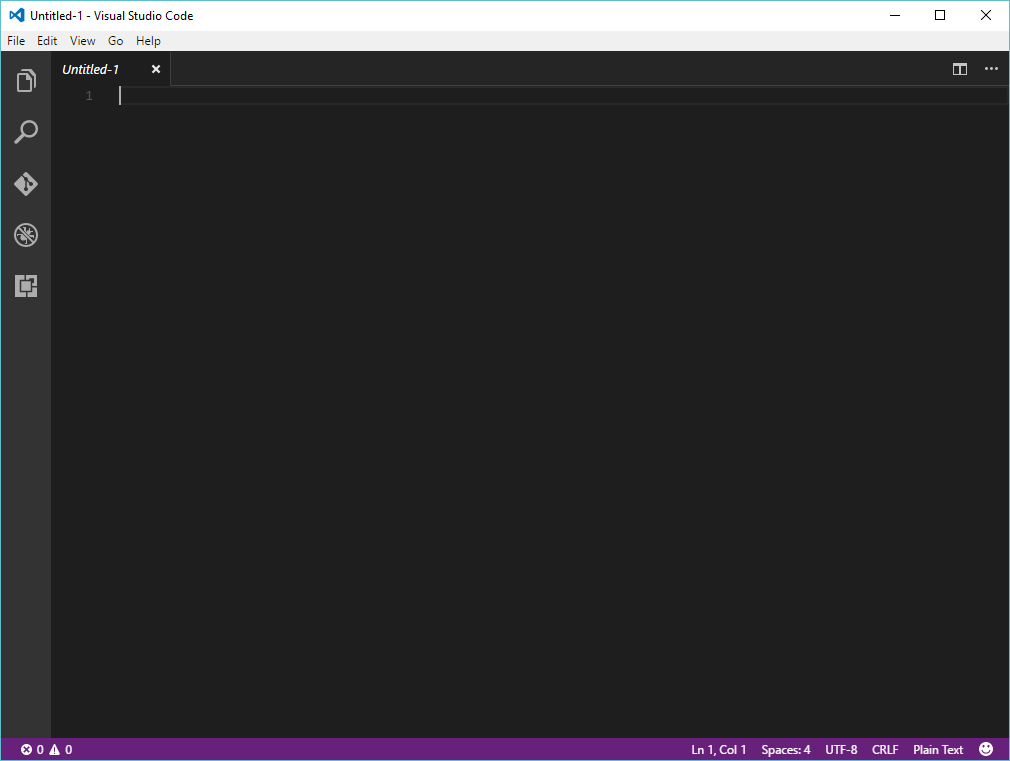 Untitled-1 - Visual Studio Code
File Edit View Go Help
Untitled-1
1
0 0 Ln 1, Col 1 Spaces: 4 UTF-8 CRLF Plain Text